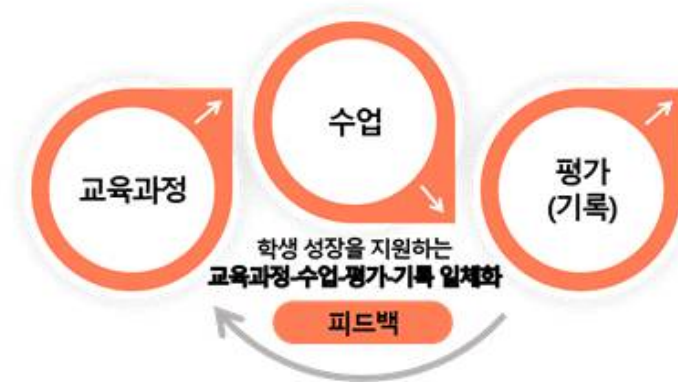 교육과정
수업
평가
(기록)
학생 성장을 지원하는
교육과정-수업-평가-기록 일체화
피드백